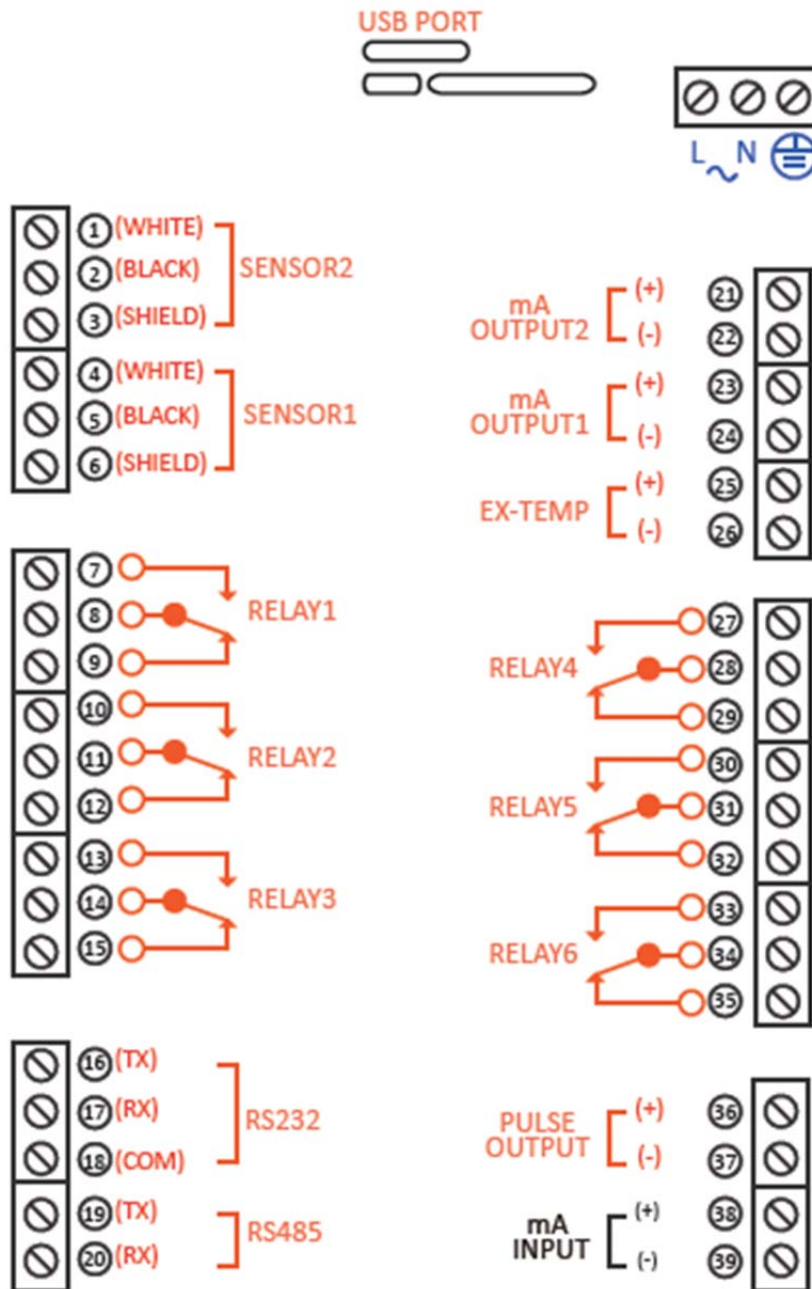 USB PORT
L N
1 (WHITE)
2 (BLACK) SENSOR2
3 (SHIELD)
4 (WHITE)
5 (BLACK) SENSOR1
6 (SHIELD)
7
8 RELAY1
9
10
11 RELAY2
12
13
14 RELAY3
15
16 (TX)
17 (RX) RS232
18 (COM)
19 (TX)
RS485
20 (RX)
(+) 21
mA
OUTPUT2
(-) 22
(+) 23
mA
OUTPUT1
(-) 24
(+) 25
EX-TEMP
(-) 26
27
RELAY4 28
29
30
RELAY5 31
32
33
RELAY6 34
35
(+) 36
PULSE
OUTPUT
(-) 37
(+) 38
mA
INPUT
(-) 39